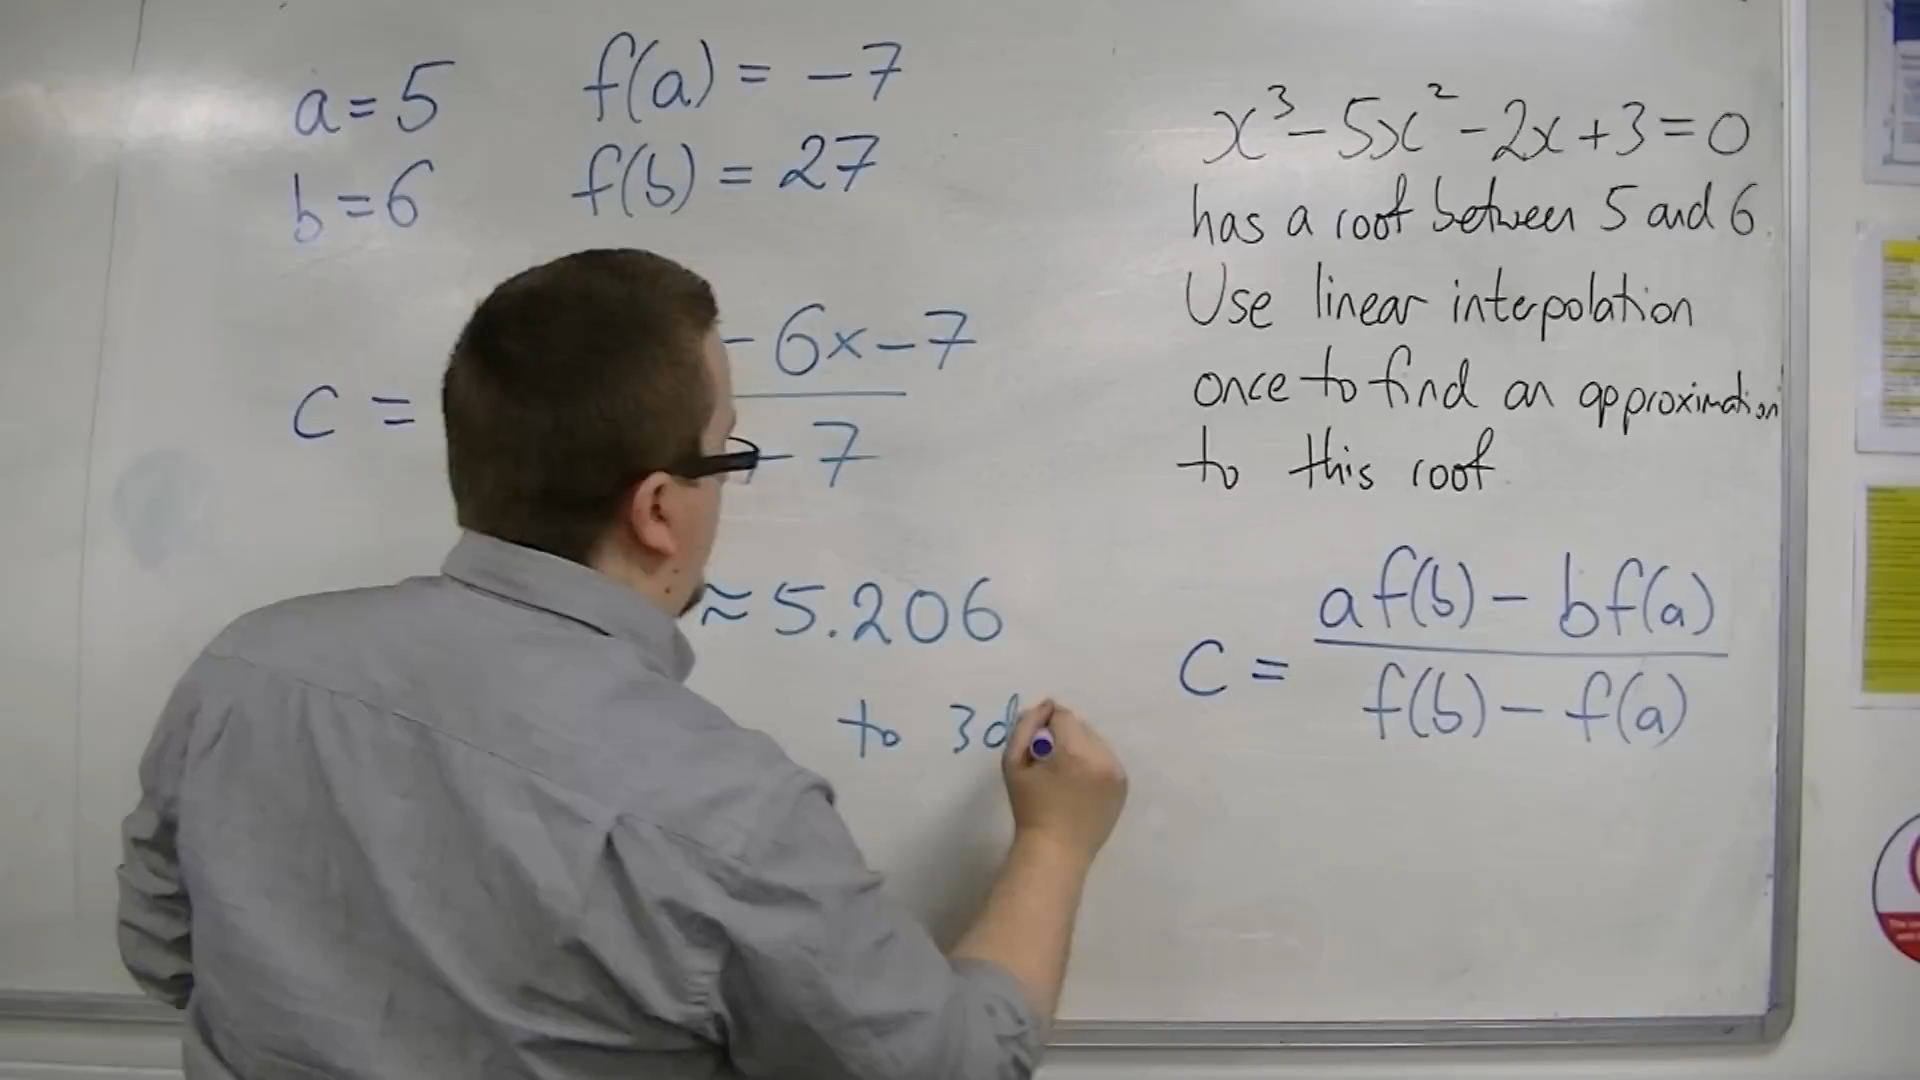 a = 5 f(a) = -7
b = 6 f(b) = 27
c = - 6x-7
- 7
≈ 5.206
to 3d
x³ - 5x² - 2x + 3 = 0
has a root between 5 and 6.
Use linear interpolation
once to find an approximation
to this root
c = af(b) - bf(a)
f(b) - f(a)